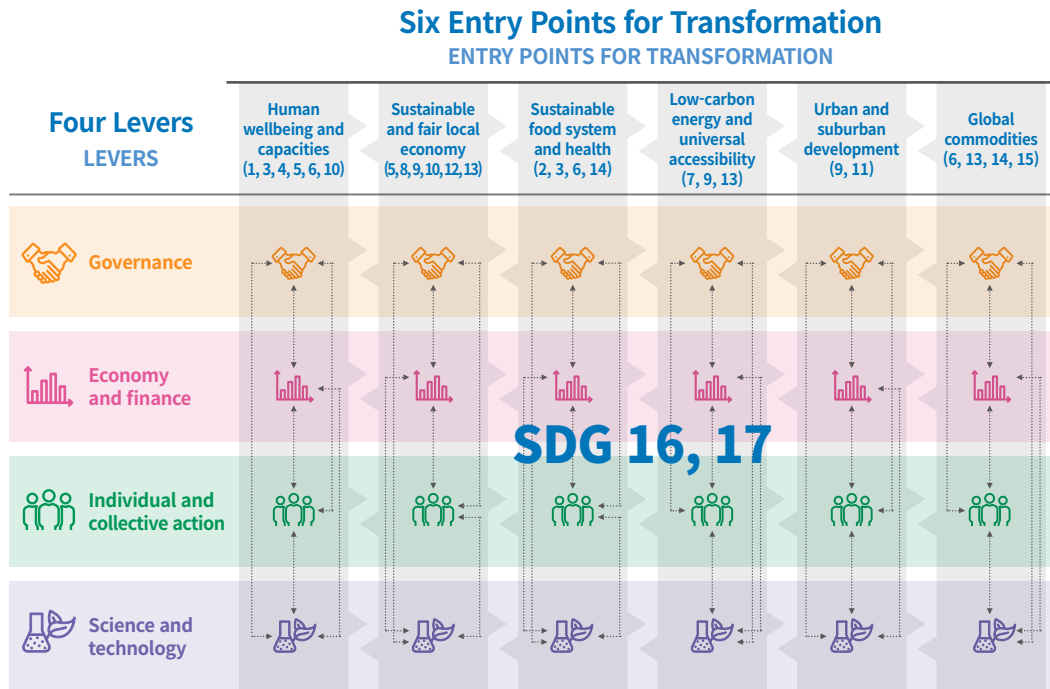 Six Entry Points for Transformation
ENTRY POINTS FOR TRANSFORMATION
Four Levers
LEVERS
Human
wellbeing and
capacities
(1, 3, 4, 5, 6, 10)
Sustainable
and fair local
economy
(5,8,9,10,12,13)
Sustainable
food system
and health
(2, 3, 6, 14)
Low-carbon
energy and
universal
accessibility
(7, 9, 13)
Urban and
suburban
development
(9, 11)
Global
commodities
(6, 13, 14, 15)
Governance
Economy
and finance
SDG 16, 17
Individual and
collective action
Science and
technology